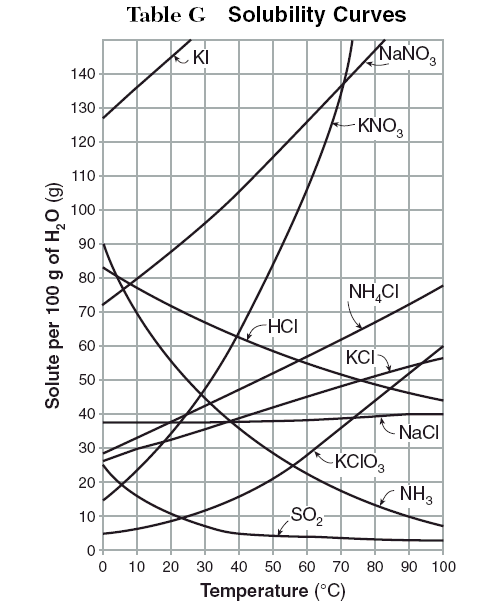 Table G Solubility Curves
Solute per 100 g of H₂O (g)
140
130
120
110
100
90
80
70
60
50
40
30
20
10
0
KI
NaNO₃
KNO₃
NH₄Cl
HCl
KCl
NaCl
KClO₃
NH₃
SO₂
0 10 20 30 40 50 60 70 80 90 100
Temperature (°C)